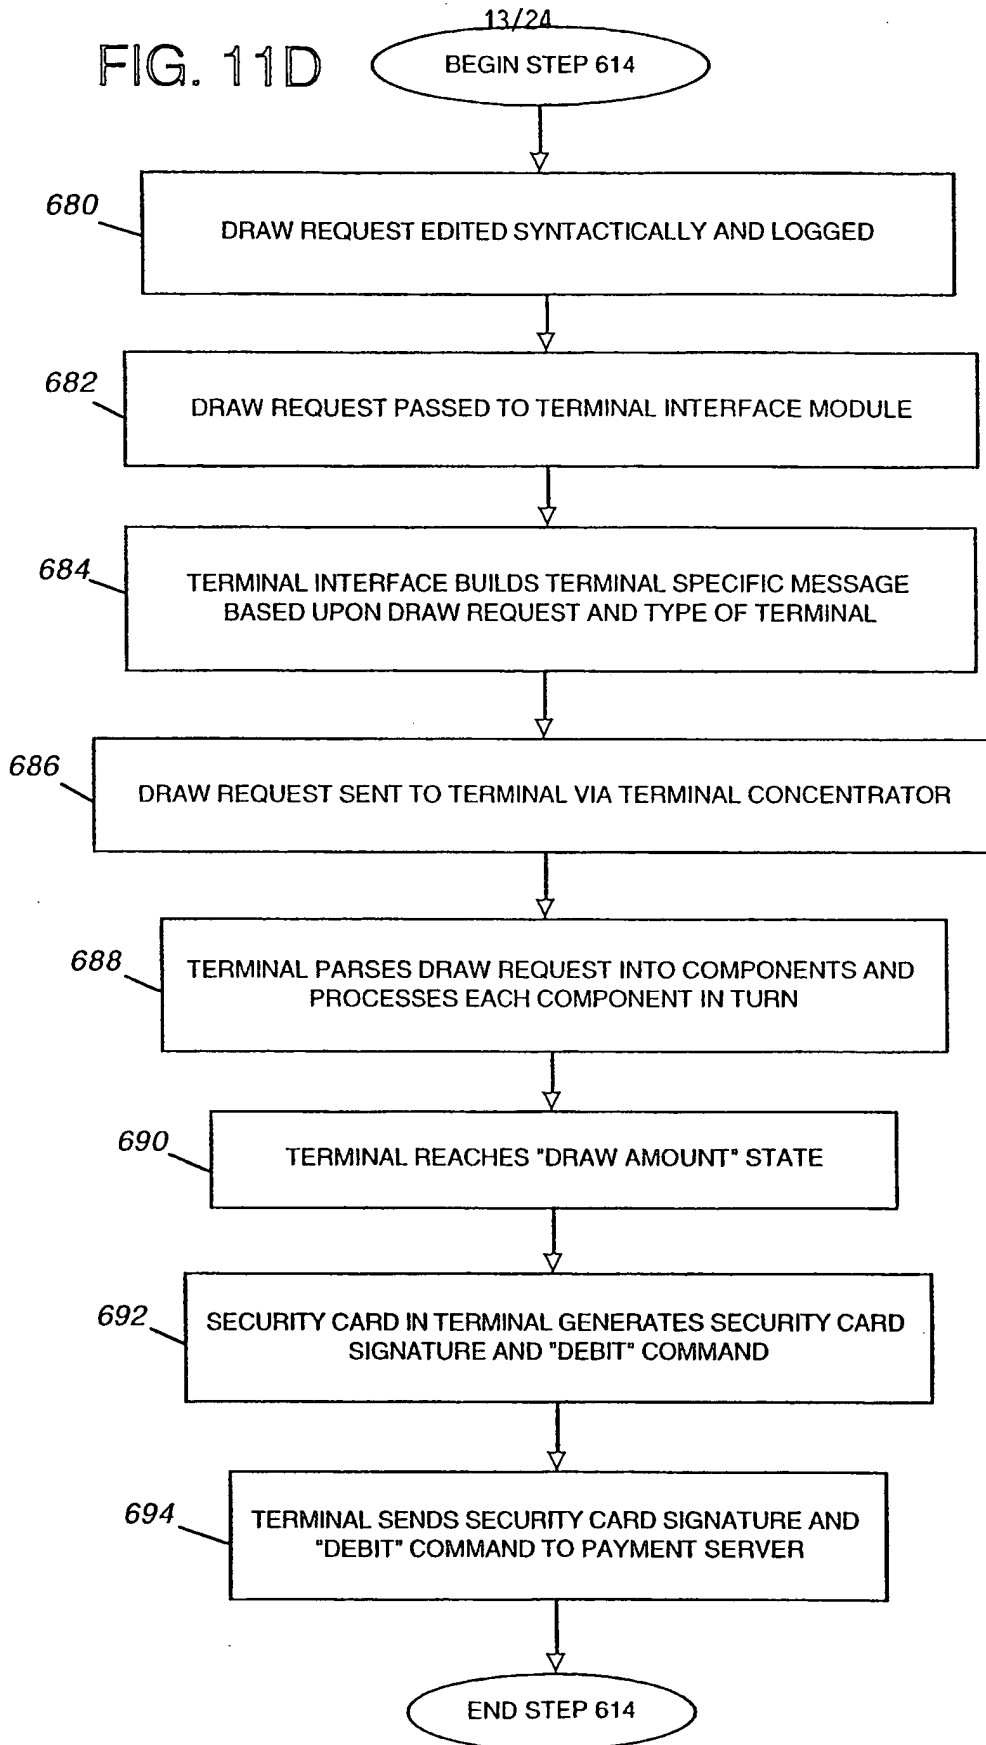 13/24
FIG. 11D
BEGIN STEP 614
680
DRAW REQUEST EDITED SYNTACTICALLY AND LOGGED
682
DRAW REQUEST PASSED TO TERMINAL INTERFACE MODULE
684
TERMINAL INTERFACE BUILDS TERMINAL SPECIFIC MESSAGE
BASED UPON DRAW REQUEST AND TYPE OF TERMINAL
686
DRAW REQUEST SENT TO TERMINAL VIA TERMINAL CONCENTRATOR
688
TERMINAL PARSES DRAW REQUEST INTO COMPONENTS AND
PROCESSES EACH COMPONENT IN TURN
690
TERMINAL REACHES "DRAW AMOUNT" STATE
692
SECURITY CARD IN TERMINAL GENERATES SECURITY CARD
SIGNATURE AND "DEBIT" COMMAND
694
TERMINAL SENDS SECURITY CARD SIGNATURE AND
"DEBIT" COMMAND TO PAYMENT SERVER
END STEP 614